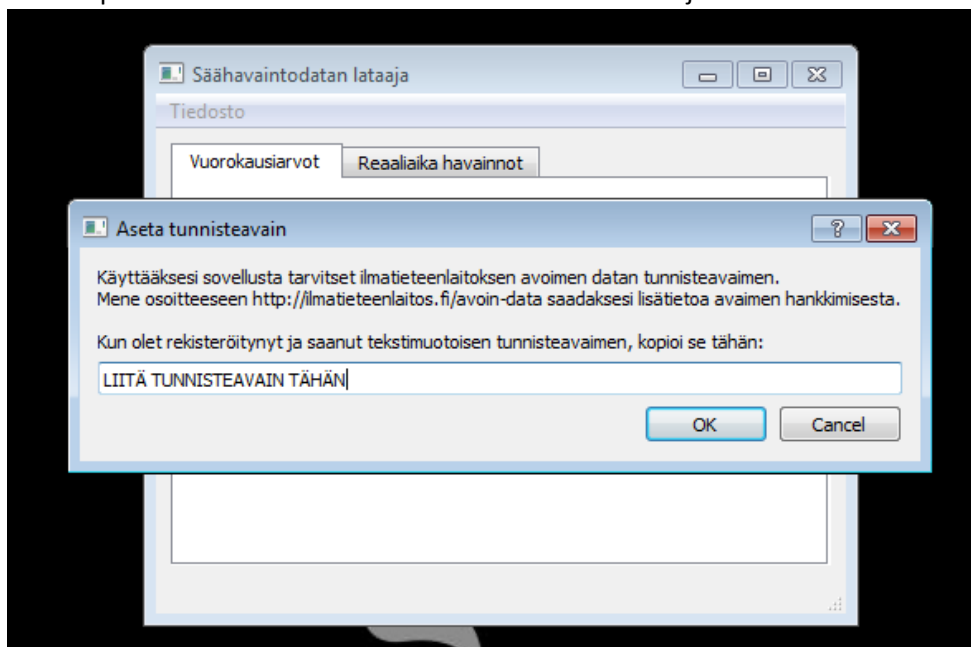 Säähavaintodatan lataaja
Tiedosto
Vuorokausiarvot Reaaliaika havainnot
Aseta tunnisteavain
Käyttääksesi sovellusta tarvitset ilmatieteenlaitoksen avoimen datan tunnisteavaimen.
Mene osoitteeseen http://ilmatieteenlaitos.fi/avoin-data saadaksesi lisätietoa avaimen hankkimisesta.
Kun olet rekisteröitynyt ja saanut tekstimuotoisen tunnisteavaimen, kopioi se tähän:
LIITÄ TUNNISTEAVAIN TÄHÄN
OK Cancel